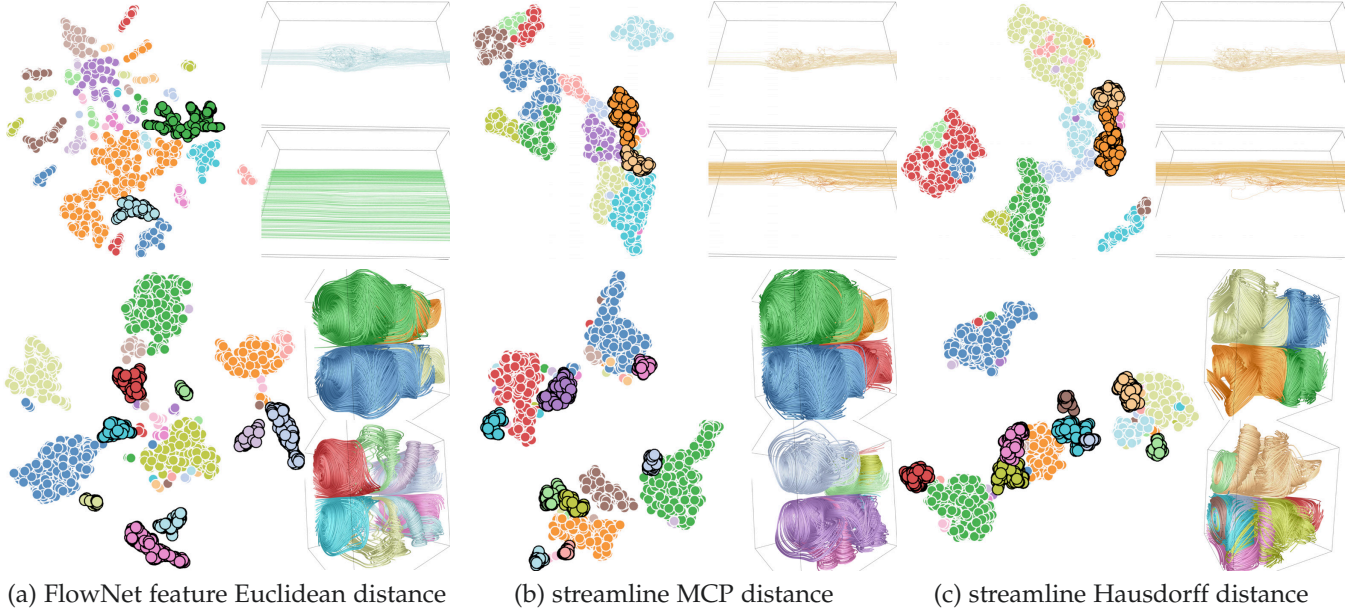 (a) FlowNet feature Euclidean distance
(b) streamline MCP distance
(c) streamline Hausdorff distance